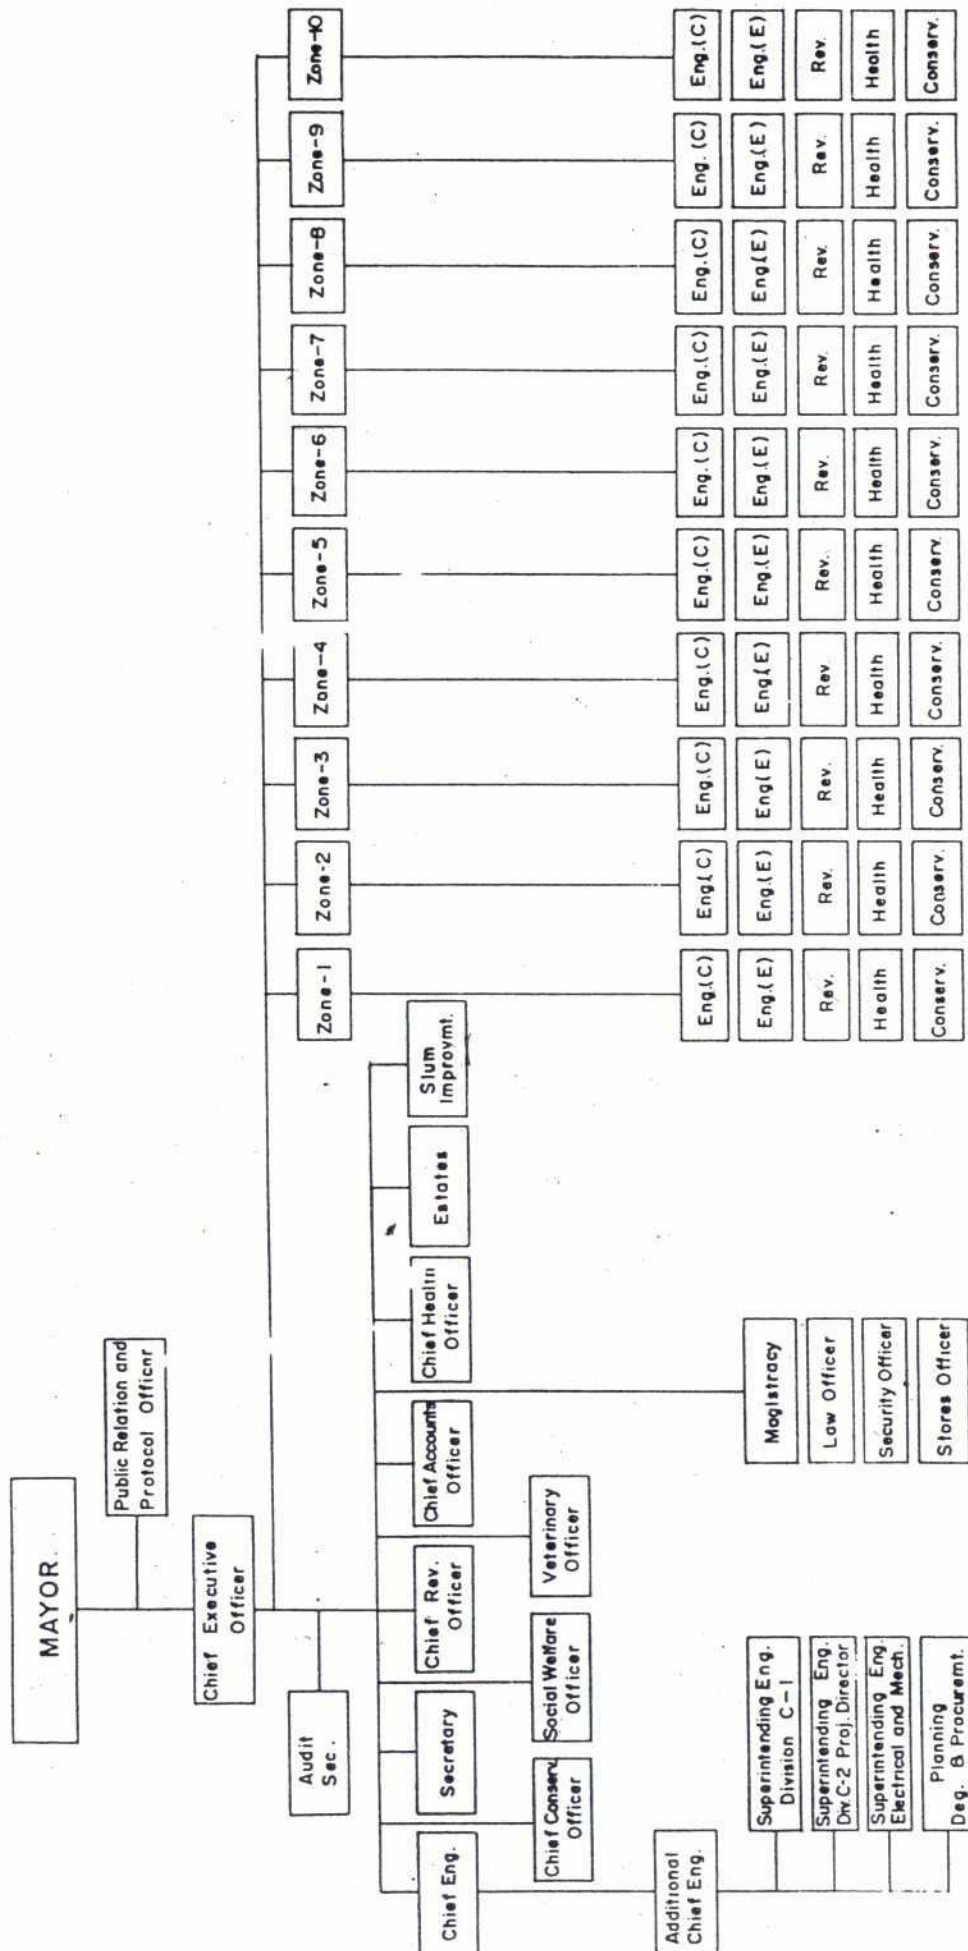 MAYOR.
Public Relation and
Protocol Officer
Chief Executive
Officer
Audit
Sec.
Zone-1
Zone-2
Zone-3
Zone-4
Zone-5
Zone-6
Zone-7
Zone-8
Zone-9
Zone-10
Chief Eng.
Secretary
Chief Rev.
Officer
Chief Accounts
Officer
Chief Health
Officer
Estates
Slum
Improvmt.
Chief Conserv.
Officer
Social Welfare
Officer
Veterinary
Officer
Additional
Chief Eng.
Superintending Eng.
Division C-1
Superintending Eng.
Div.C-2 Proj. Director
Superintending Eng.
Electrical and Mech.
Planning
Deg. & Procuremt.
Magistracy
Law Officer
Security Officer
Stores Officer
Eng.(C)
Eng.(C)
Eng.(C)
Eng.(C)
Eng.(C)
Eng.(C)
Eng.(C)
Eng.(C)
Eng.(C)
Eng.(C)
Eng.(E)
Eng.(E)
Eng(E)
Eng(E)
Eng.(E)
Eng.(E)
Eng.(E)
Eng(E)
Eng.(E)
Eng.(E)
Rev.
Rev.
Rev.
Rev.
Rev.
Rev.
Rev.
Rev.
Rev.
Rev.
Health
Health
Health
Health
Health
Health
Health
Health
Health
Health
Conserv.
Conserv.
Conserv.
Conserv.
Conserv.
Conserv.
Conserv.
Conserv.
Conserv.
Conserv.